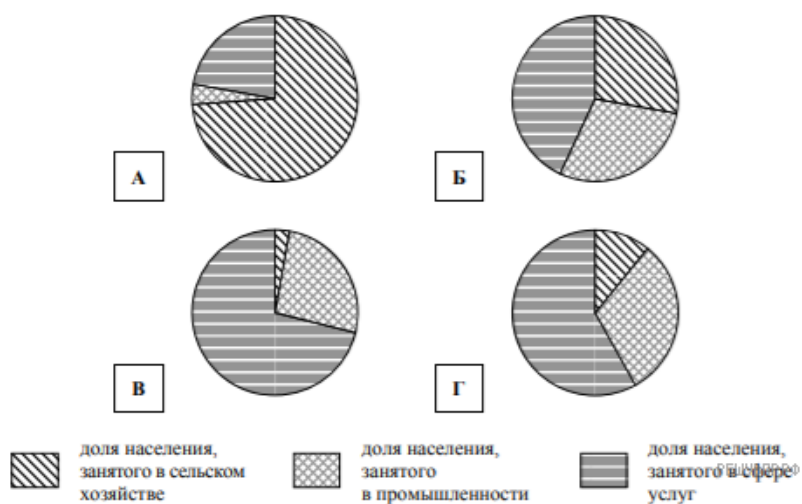 А
Б
В
Г
доля населения,
занятого в сельском
хозяйстве
доля населения,
занятого
в промышленности
доля населения,
занятого в сфере
услуг